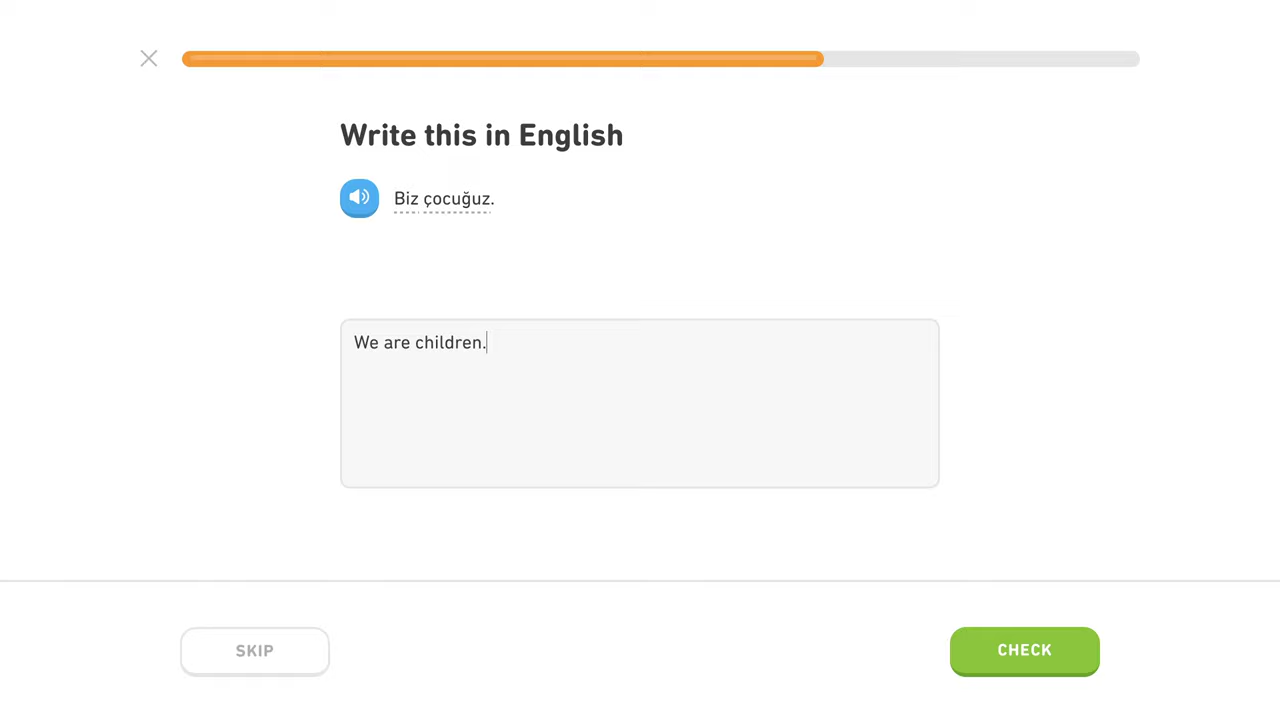 Write this in English
Biz çocuğuz.
We are children.
SKIP
CHECK